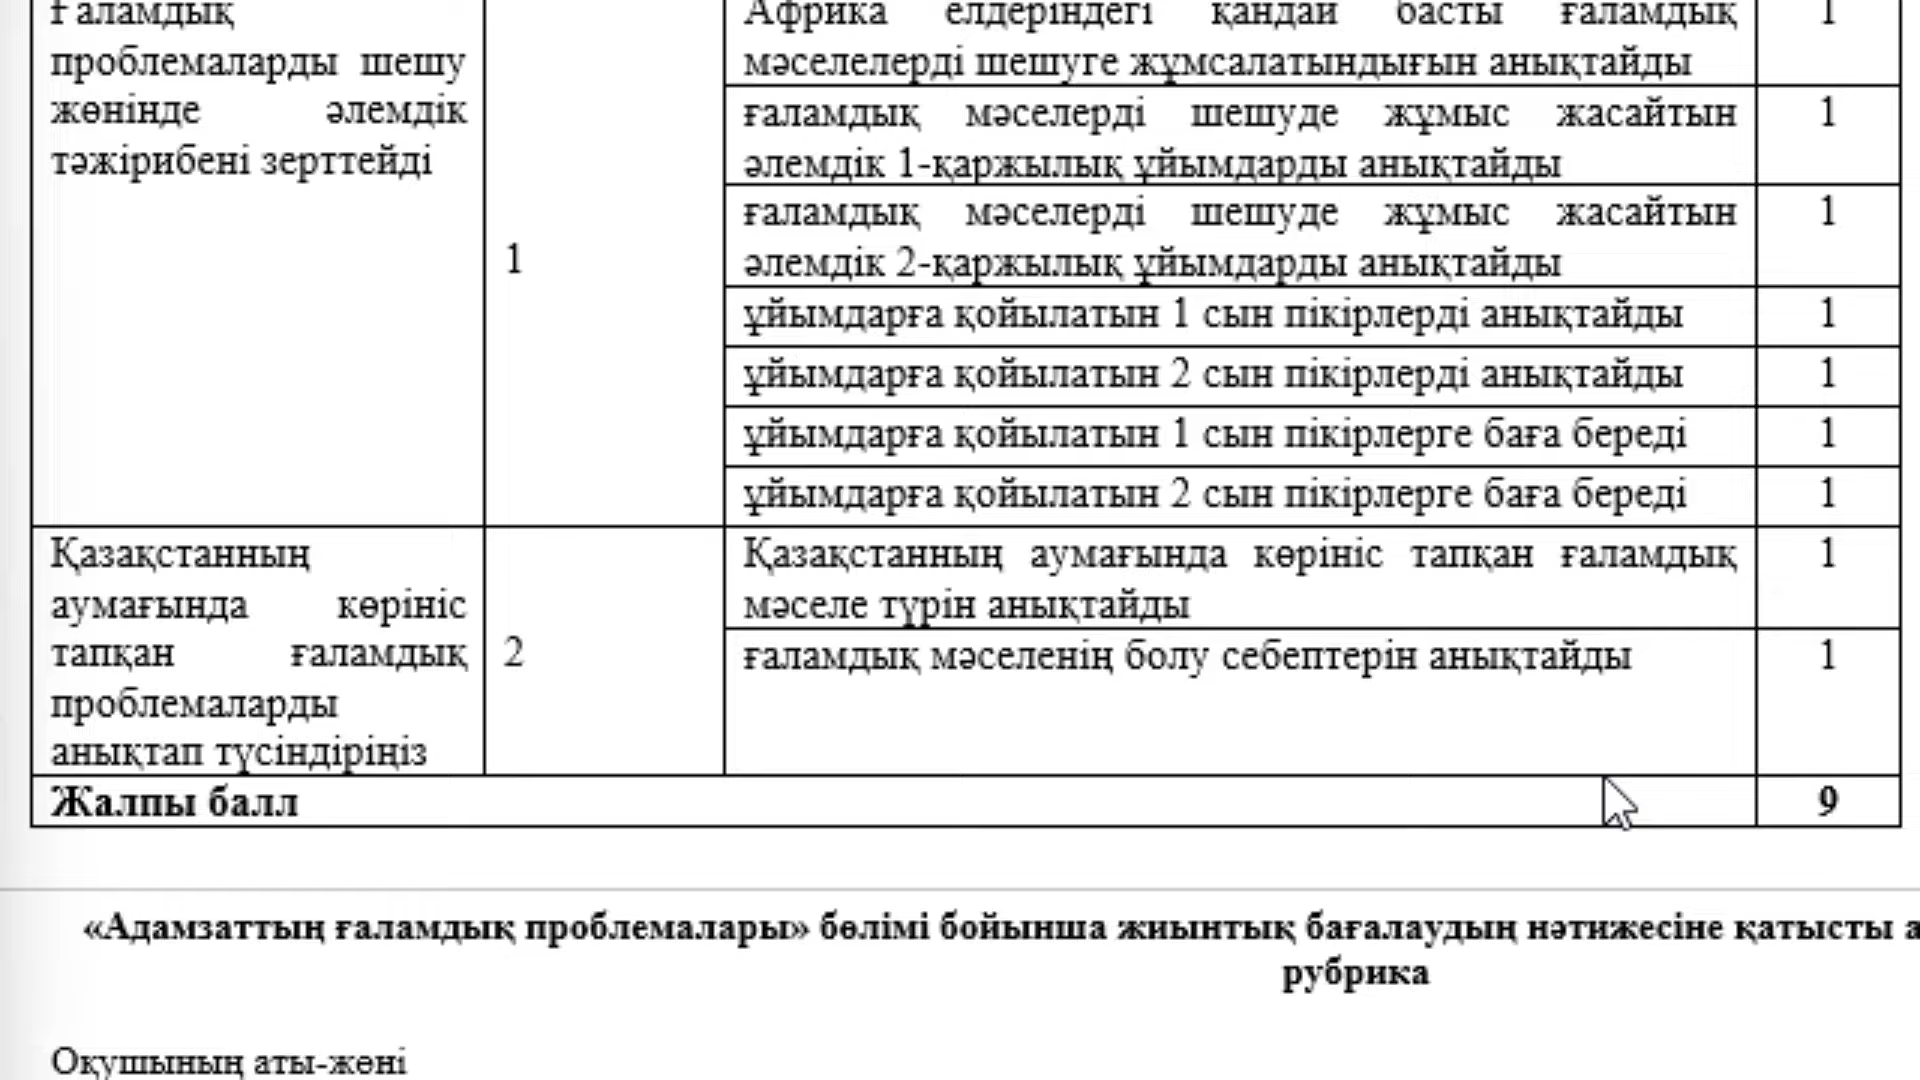 Ғаламдық
проблемаларды шешу
жөнінде әлемдік
тәжірибені зерттейді
1
Африка елдеріндегі қандай басты ғаламдық
мәселелерді шешуге жұмсалатындығын анықтайды
1
ғаламдық мәселерді шешуде жұмыс жасайтын
әлемдік 1-қаржылық ұйымдарды анықтайды
1
ғаламдық мәселерді шешуде жұмыс жасайтын
әлемдік 2-қаржылық ұйымдарды анықтайды
1
ұйымдарға қойылатын 1 сын пікірлерді анықтайды
1
ұйымдарға қойылатын 2 сын пікірлерді анықтайды
1
ұйымдарға қойылатын 1 сын пікірлерге баға береді
1
ұйымдарға қойылатын 2 сын пікірлерге баға береді
1
Қазақстанның
аумағында көрініс
тапқан ғаламдық
проблемаларды
анықтап түсіндіріңіз
2
Қазақстанның аумағында көрініс тапқан ғаламдық
мәселе түрін анықтайды
1
ғаламдық мәселенің болу себептерін анықтайды
1
Жалпы балл
9
«Адамзаттың ғаламдық проблемалары» бөлімі бойынша жиынтық бағалаудың нәтижесіне қатысты
рубрика
Оқушының аты-жөні